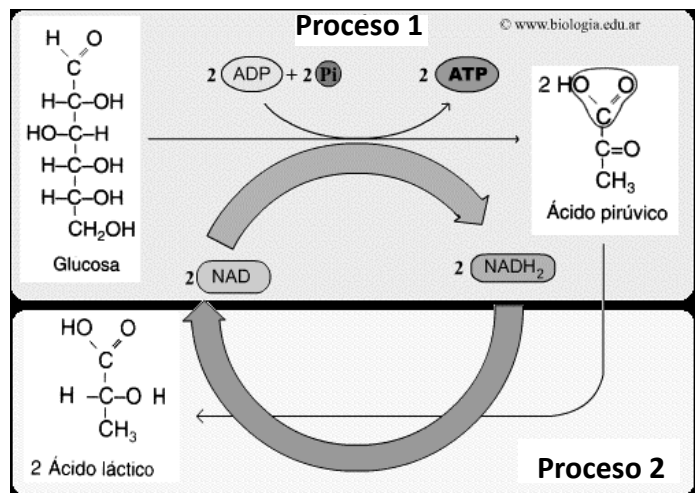 Proceso 1
© www.biologia.edu.ar
H O
C
H-C-OH
HO-C-H
H-C-OH
H-C-OH
CH₂OH
Glucosa
2 ADP + 2 Pi
2 ATP
2 HO O
C
C=O
CH₃
Ácido pirúvico
2 NAD
2 NADH₂
HO O
C
H -C-O H
CH₃
2 Ácido láctico
Proceso 2